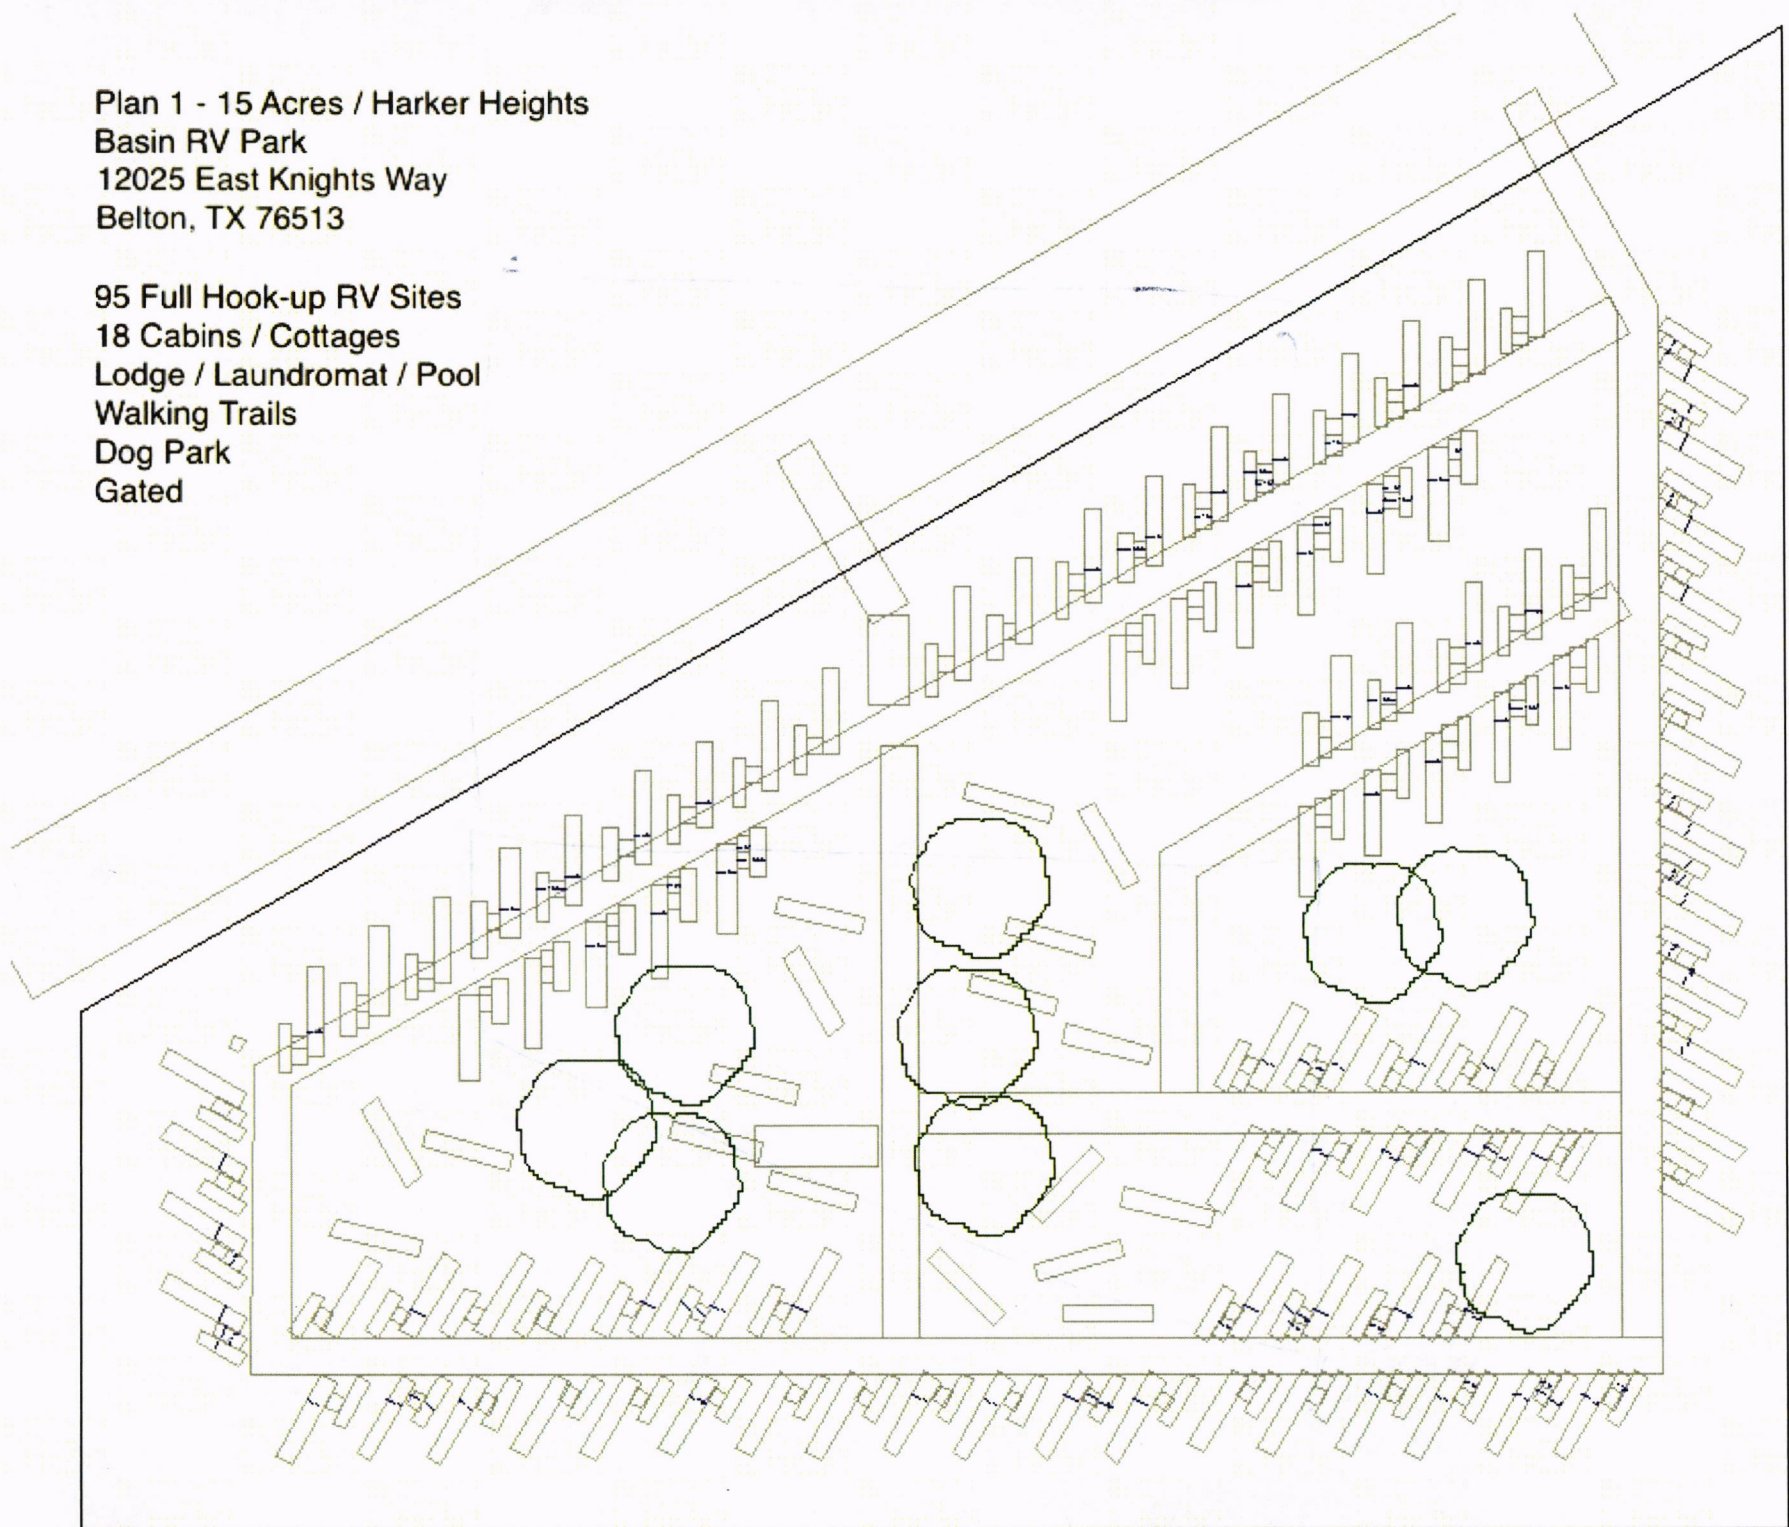 Plan 1 - 15 Acres / Harker Heights
Basin RV Park
12025 East Knights Way
Belton, TX 76513
95 Full Hook-up RV Sites
18 Cabins / Cottages
Lodge / Laundromat / Pool
Walking Trails
Dog Park
Gated